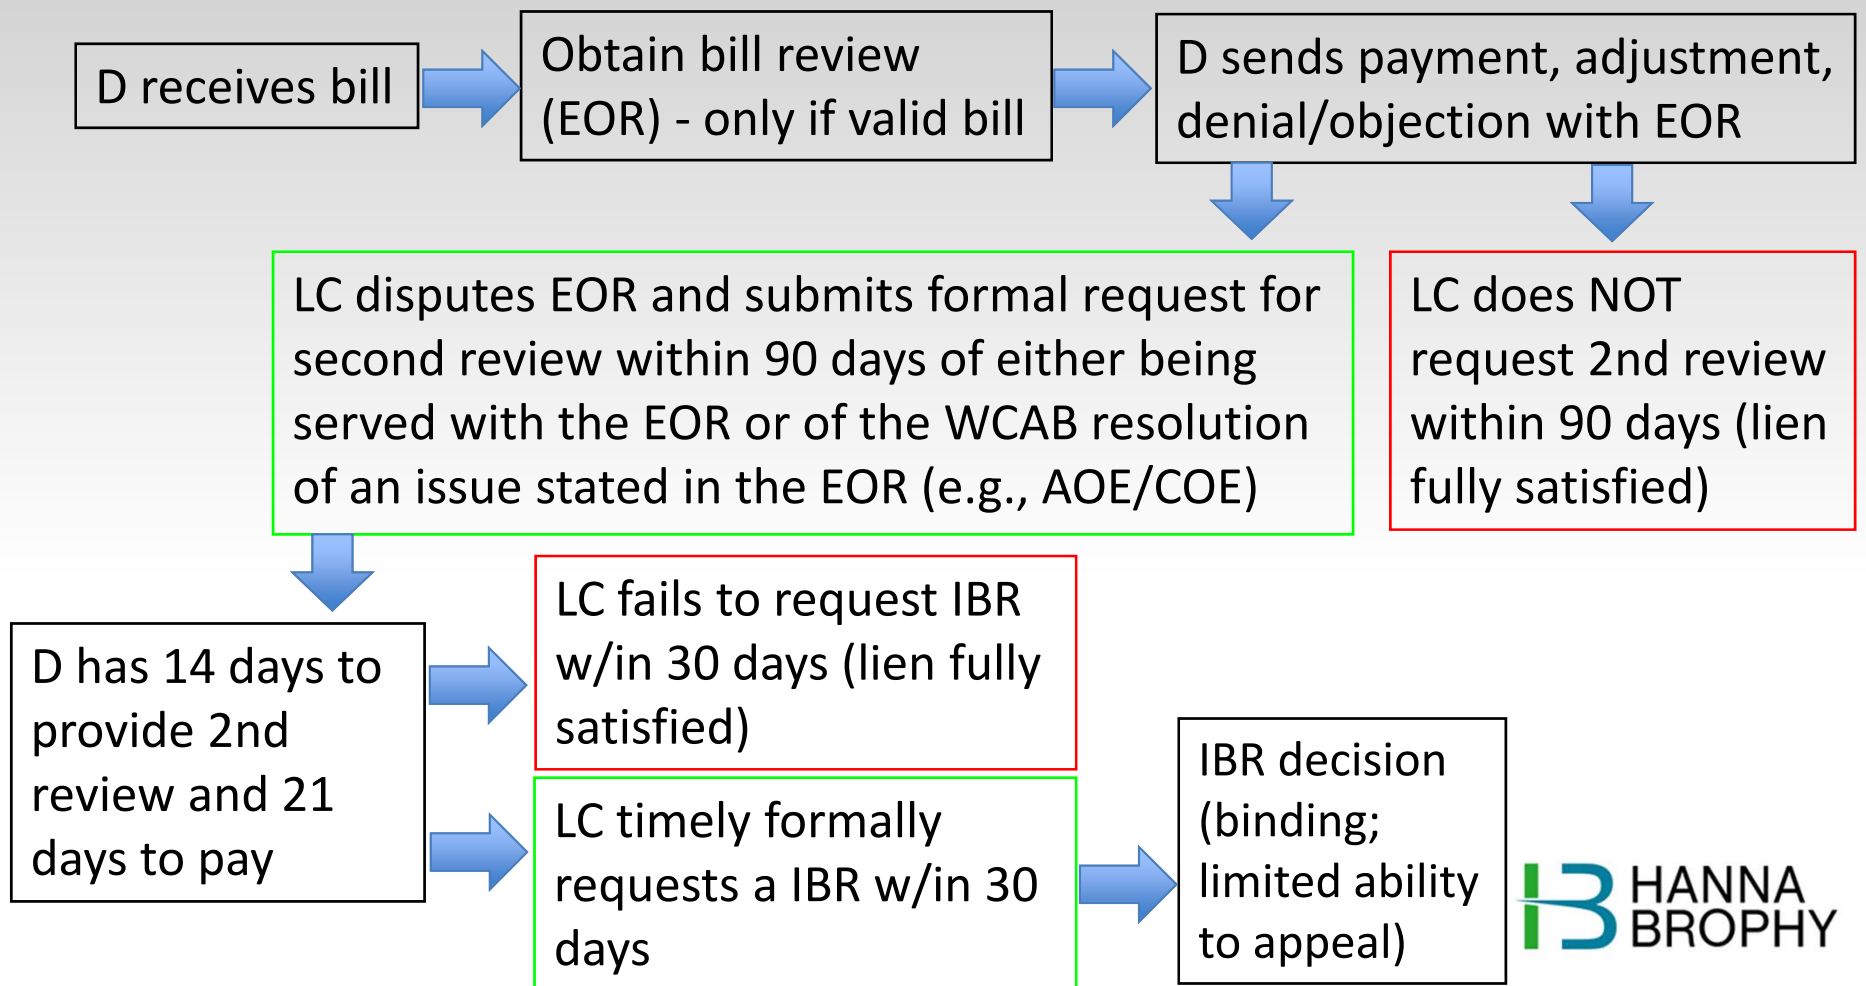 D receives bill
Obtain bill review
(EOR) - only if valid bill
D sends payment, adjustment,
denial/objection with EOR
LC disputes EOR and submits formal request for
second review within 90 days of either being
served with the EOR or of the WCAB resolution
of an issue stated in the EOR (e.g., AOE/COE)
LC does NOT
request 2nd review
within 90 days (lien
fully satisfied)
D has 14 days to
provide 2nd
review and 21
days to pay
LC fails to request IBR
w/in 30 days (lien fully
satisfied)
LC timely formally
requests a IBR w/in 30
days
IBR decision
(binding;
limited ability
to appeal)
HANNA
BROPHY